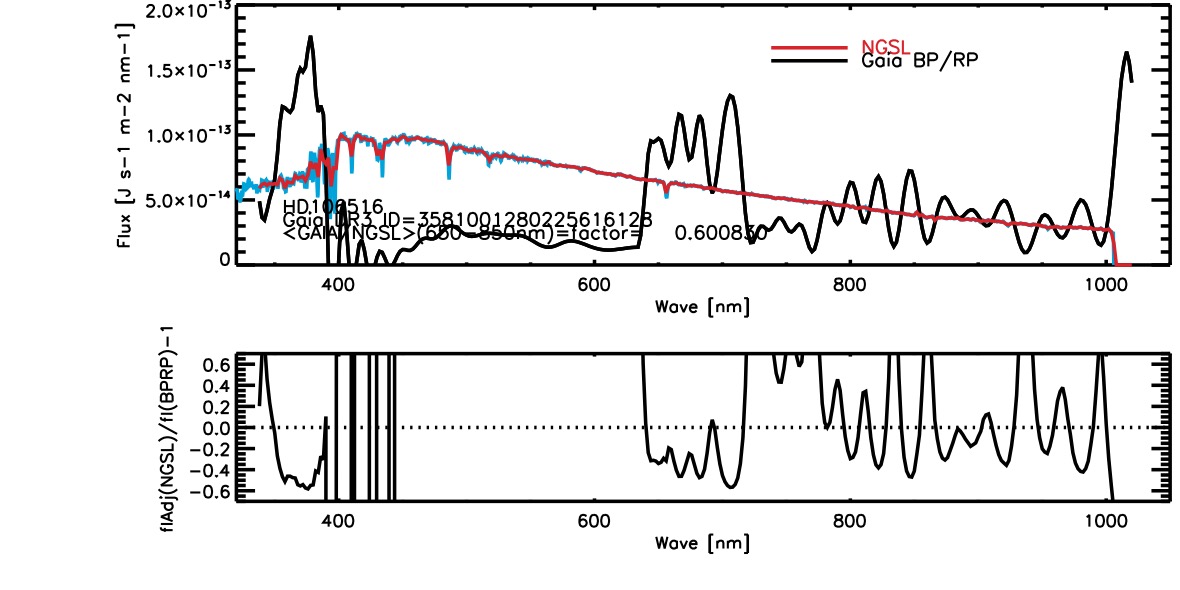 2.0×10−13
1.5×10−13
1.0×10−13
5.0×10−14
0
Flux [J s−1 m−2 nm−1]
NGSL
Gaia BP/RP
HD106516
Gaia DR3 ID=3581001280225616128
<GAIA/NGSL>(650−850nm)=factor= 0.600830
400 600 800 1000
Wave [nm]
flAdj(NGSL)/fl(BPRP)−1
0.6
0.4
0.2
0.0
−0.2
−0.4
−0.6
400 600 800 1000
Wave [nm]